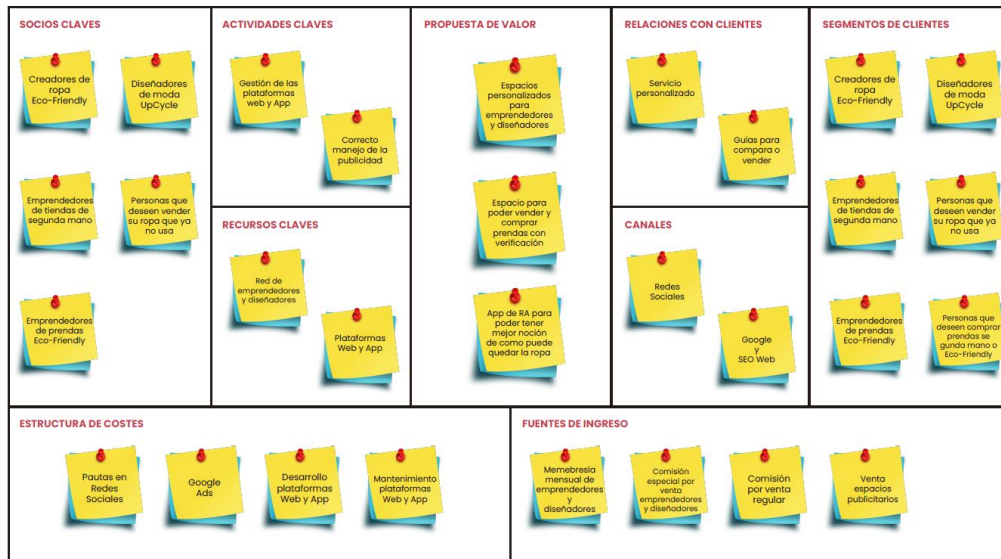 SOCIOS CLAVES
Creadores de
ropa
Eco-Friendly
Diseñadores
de moda
UpCycle
Emprendedores
de tiendas de
segunda mano
Personas que
deseen vender
su ropa que ya
no usa
Emprendedores
de prendas
Eco-Friendly
ACTIVIDADES CLAVES
Gestión de las
plataformas
web y App
Correcto
manejo de la
publicidad
RECURSOS CLAVES
Red de
emprendedores
y diseñadores
Plataformas
Web y App
PROPUESTA DE VALOR
Espacios
personalizados
para
emprendedores
y diseñadores
Espacio para
poder vender y
comprar
prendas con
verificación
App de RA para
poder tener
mejor noción
de como puede
quedar la ropa
RELACIONES CON CLIENTES
Servicio
personalizado
Guías para
compara o
vender
CANALES
Redes
Sociales
Google
y
SEO Web
SEGMENTOS DE CLIENTES
Creadores de
ropa
Eco-Friendly
Diseñadores
de moda
UpCycle
Emprendedores
de tiendas de
segunda mano
Personas que
deseen vender
su ropa que ya
no usa
Emprendedores
de prendas
Eco-Friendly
Personas que
deseen comprar
prendas se
gunda mano o
Eco-Friendly
ESTRUCTURA DE COSTES
Pautas en
Redes
Sociales
Google
Ads
Desarrollo
plataformas
Web y App
Mantenimiento
plataformas
Web y App
FUENTES DE INGRESO
Memebresía
mensual de
emprendedores
y
diseñadores
Comisión
especial por
venta
emprendedores
y diseñadores
Comisión
por venta
regular
Venta
espacios
publicitarios